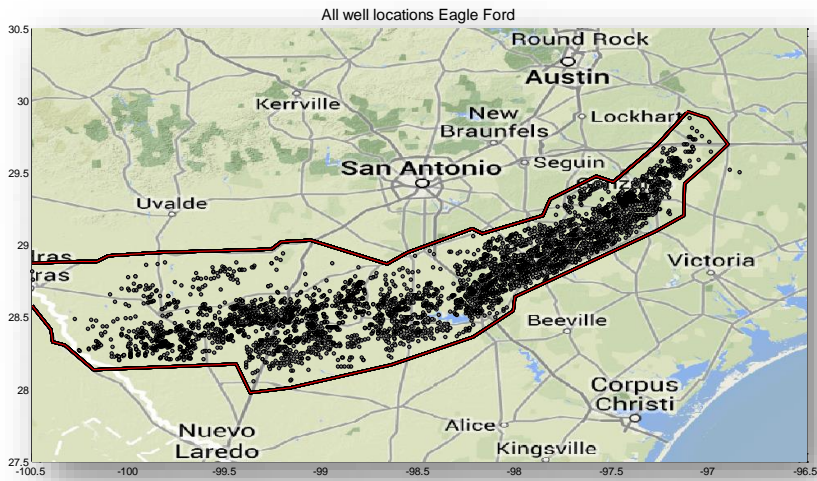 All well locations Eagle Ford
30.5
30
29.5
29
28.5
28
27.5
-100.5
-100
-99.5
-99
-98.5
-98
-97.5
-97
-96.5
Round Rock
Austin
Kerrville
New
Braunfels
Lockhart
San Antonio
Seguin
Uvalde
dras
ras
Victoria
Beeville
Corpus
Christi
Nuevo
Laredo
Alice
Kingsville